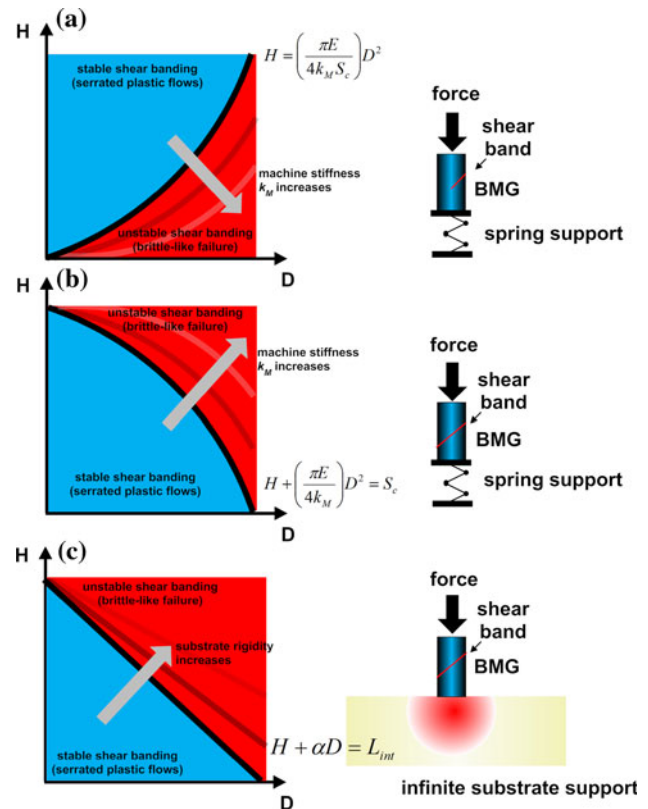 H
(a)
stable shear banding
(serrated plastic flows)
H = (πE / 4k_M S_c) D²
machine stiffness
k_M increases
unstable shear banding
(brittle-like failure)
D
force
shear
band
BMG
spring support
H
(b)
unstable shear banding
(brittle-like failure)
machine stiffness
k_M increases
stable shear banding
(serrated plastic flows)
H + (πE / 4k_M) D² = S_c
D
force
shear
band
BMG
spring support
H
(c)
unstable shear banding
(brittle-like failure)
substrate rigidity
increases
stable shear banding
(serrated plastic flows)
H + αD = L_int
D
force
shear
band
BMG
infinite substrate support